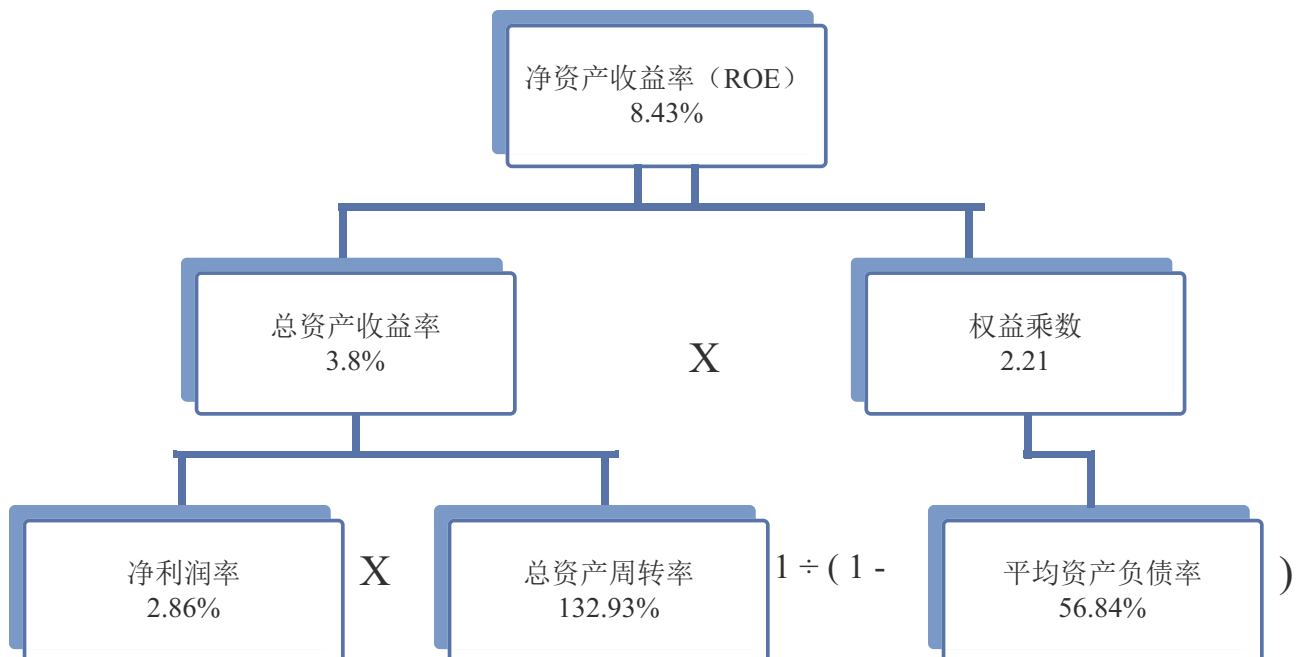 净资产收益率（ROE）
8.43%
总资产收益率
3.8%
X
权益乘数
2.21
净利润率
2.86%
X
总资产周转率
132.93%
1 ÷ ( 1 -
平均资产负债率
56.84%
)